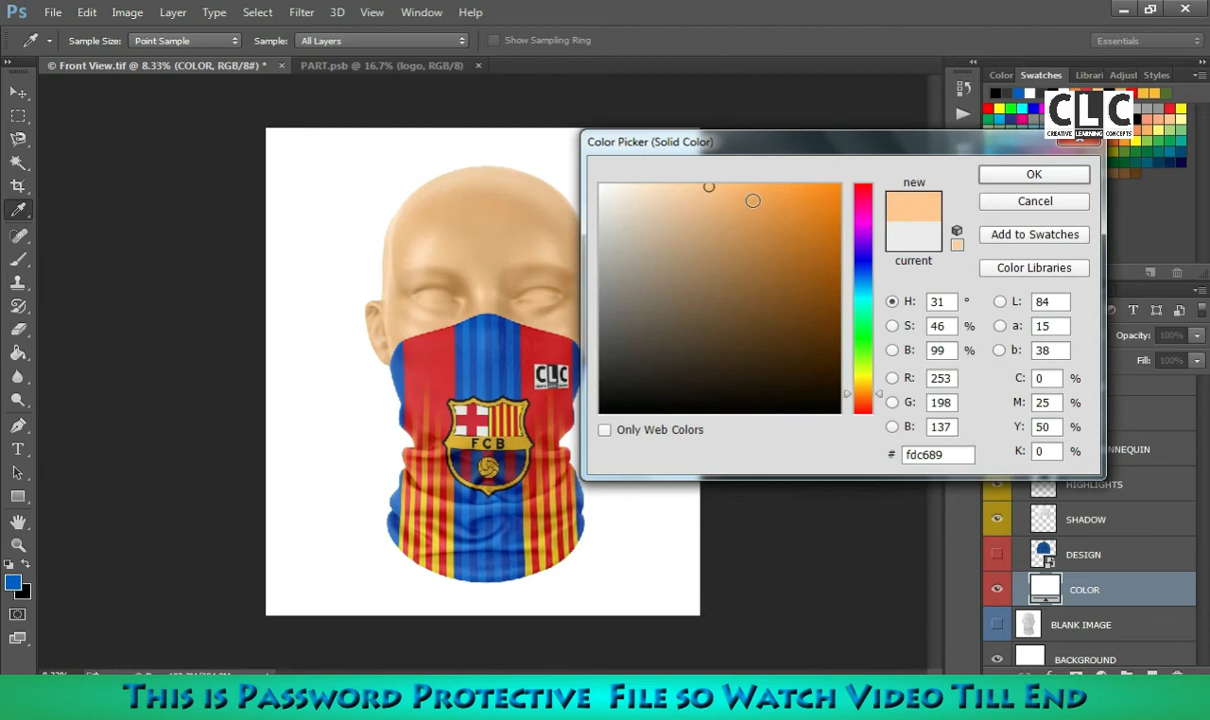 Ps File Edit Image Layer Type Select Filter 3D View Window Help
Sample Size: Point Sample Sample: All Layers Show Sampling Ring Essentials
© Front View.tif @ 8.33% (COLOR, RGB/8#) * × PART.psb @ 16.7% (logo, RGB/8) ×
Color Swatches Librari Adjust Styles
CLC
CREATIVE LEARNING CONCEPTS
Color Picker (Solid Color)
new
current
OK
Cancel
Add to Swatches
Color Libraries
H: 31 ° L: 84
S: 46 % a: 15
B: 99 % b: 38
R: 253 C: 0 %
G: 198 M: 25 %
B: 137 Y: 50 %
# fdc689 K: 0 %
Only Web Colors
Opacity: 100%
Fill: 100%
CLC
FCB
NNEQUIN
HIGHLIGHTS
SHADOW
DESIGN
COLOR
BLANK IMAGE
BACKGROUND
This is Password Protective File so Watch Video Till End